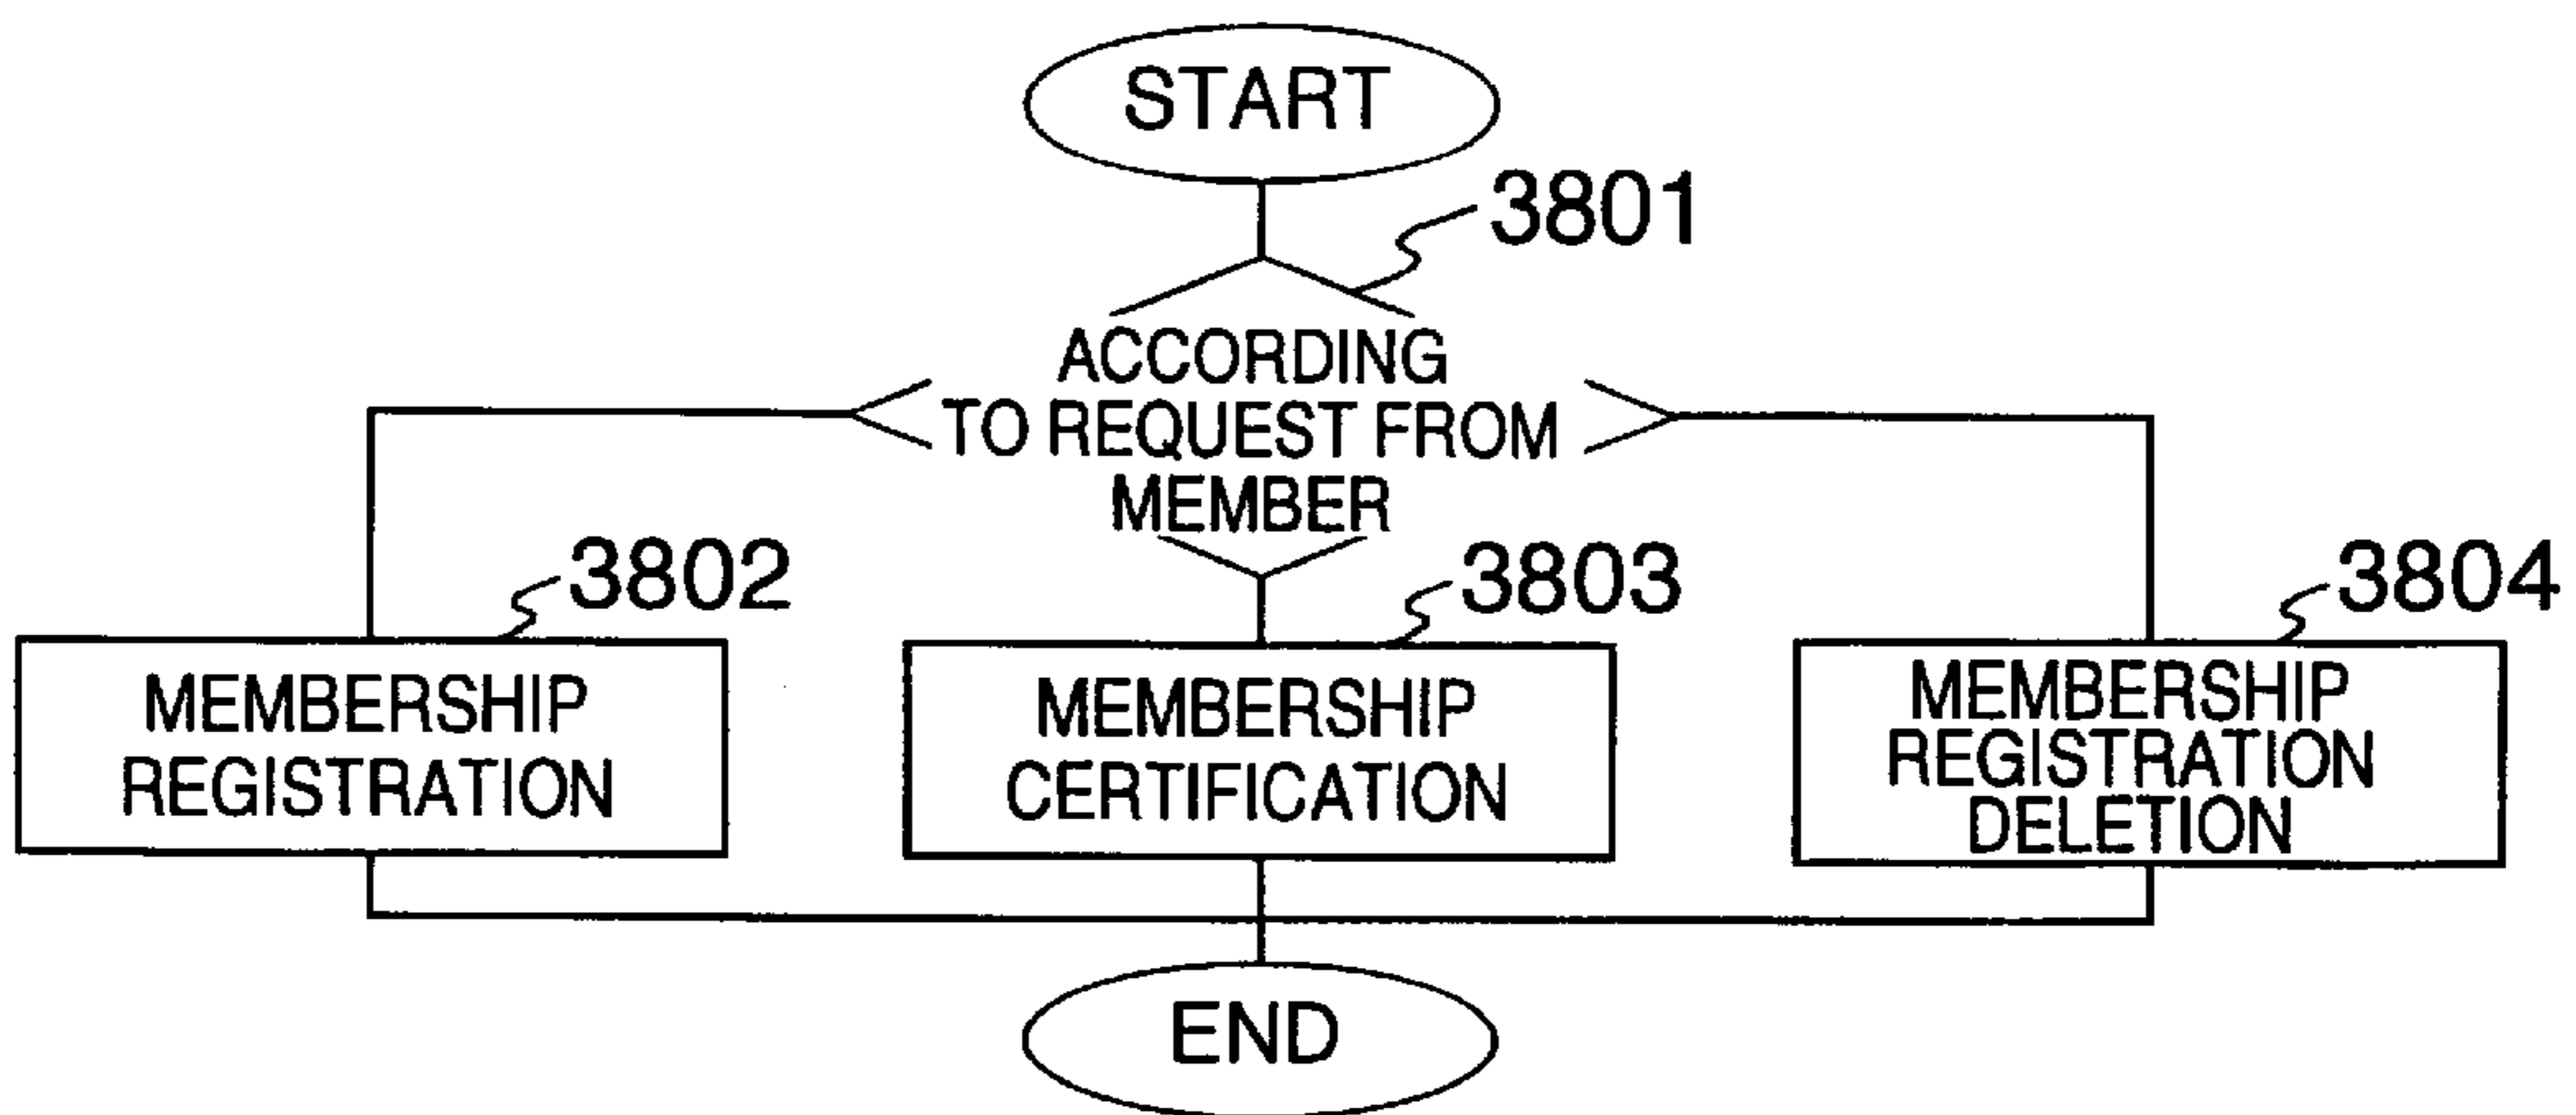 START
3801
ACCORDING
TO REQUEST FROM
MEMBER
3802
MEMBERSHIP
REGISTRATION
3803
MEMBERSHIP
CERTIFICATION
3804
MEMBERSHIP
REGISTRATION
DELETION
END